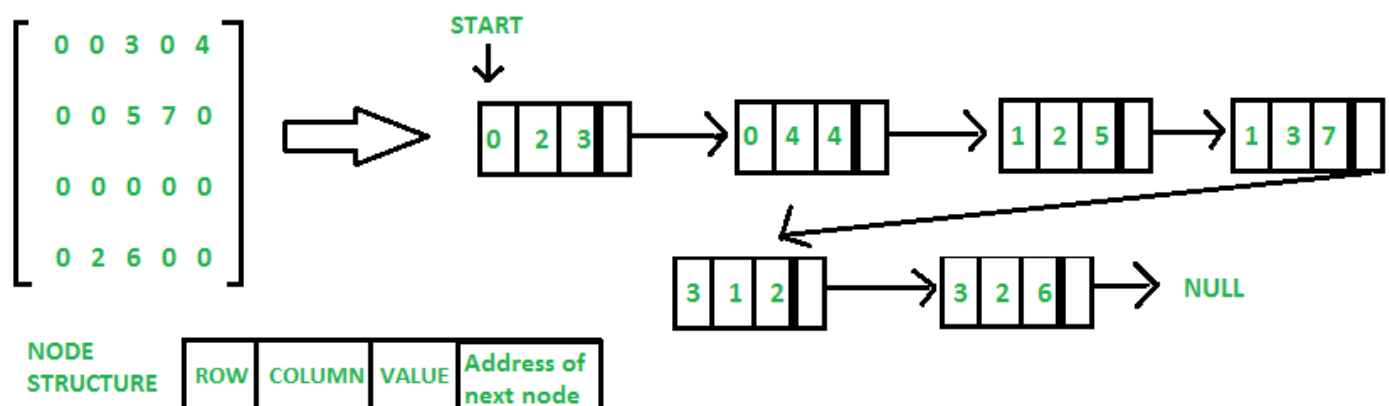 START
0 0 3 0 4
0 0 5 7 0
0 0 0 0 0
0 2 6 0 0
0 2 3
0 4 4
1 2 5
1 3 7
3 1 2
3 2 6
NULL
NODE
STRUCTURE
ROW
COLUMN
VALUE
Address of
next node